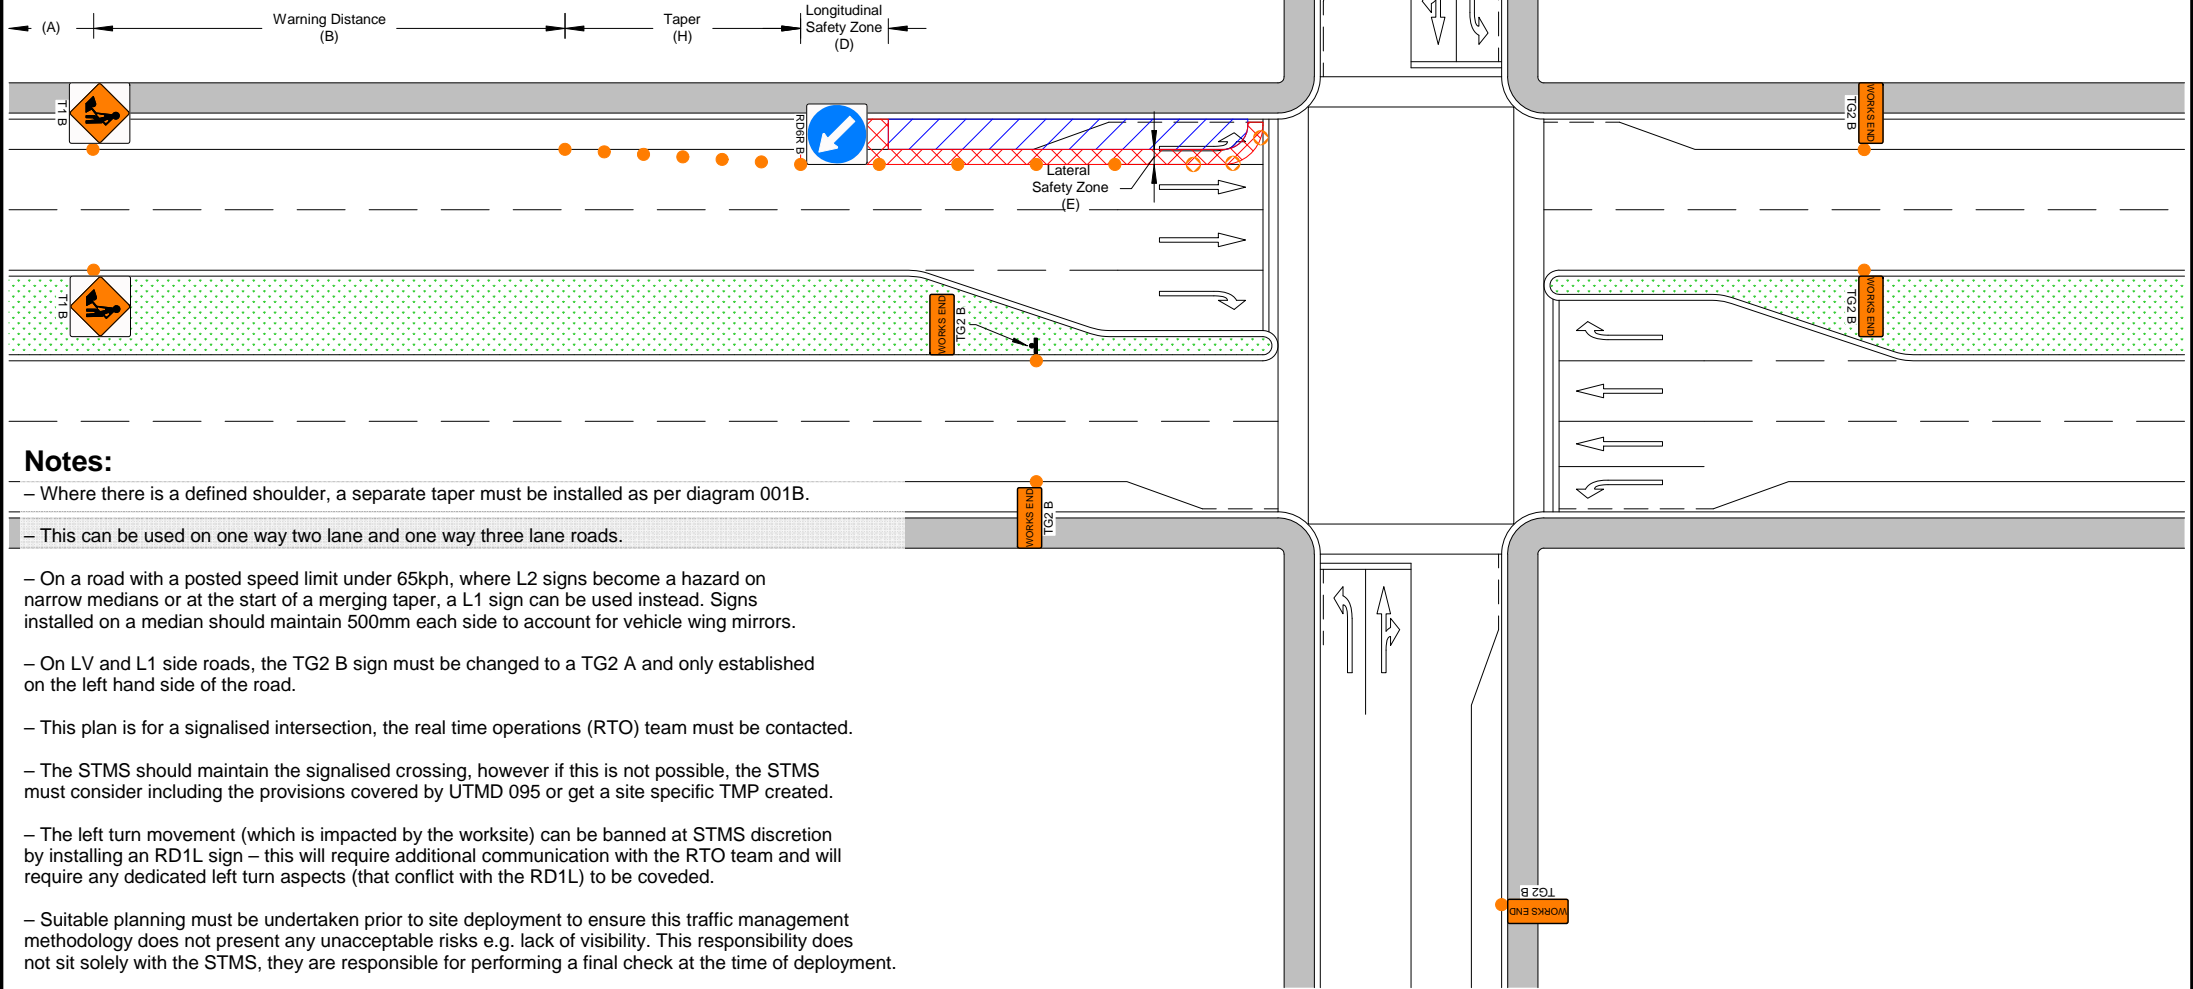 (A)
Warning Distance
(B)
Taper
(H)
Longitudinal
Safety Zone
(D)
T1 B
RD6R B
Lateral
Safety Zone
(E)
WORKS END
TG2 B
T1 B
WORKS END
TG2 B
WORKS END
TG2 B
WORKS END
TG2 B
TG2 B
WORKS END
Notes:
– Where there is a defined shoulder, a separate taper must be installed as per diagram 001B.
– This can be used on one way two lane and one way three lane roads.
– On a road with a posted speed limit under 65kph, where L2 signs become a hazard on
narrow medians or at the start of a merging taper, a L1 sign can be used instead. Signs
installed on a median should maintain 500mm each side to account for vehicle wing mirrors.
– On LV and L1 side roads, the TG2 B sign must be changed to a TG2 A and only established
on the left hand side of the road.
– This plan is for a signalised intersection, the real time operations (RTO) team must be contacted.
– The STMS should maintain the signalised crossing, however if this is not possible, the STMS
must consider including the provisions covered by UTMD 095 or get a site specific TMP created.
– The left turn movement (which is impacted by the worksite) can be banned at STMS discretion
by installing an RD1L sign – this will require additional communication with the RTO team and will
require any dedicated left turn aspects (that conflict with the RD1L) to be coveded.
– Suitable planning must be undertaken prior to site deployment to ensure this traffic management
methodology does not present any unacceptable risks e.g. lack of visibility. This responsibility does
not sit solely with the STMS, they are responsible for performing a final check at the time of deployment.